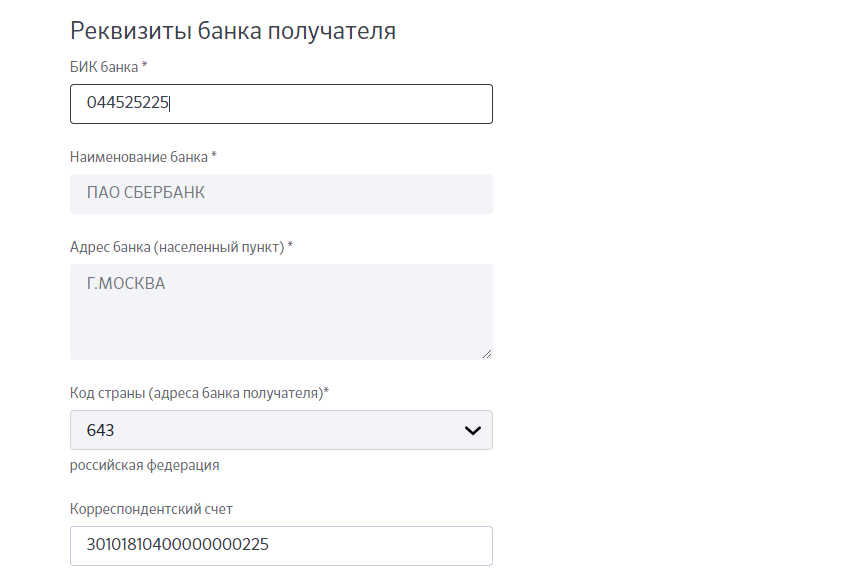 Реквизиты банка получателя
БИК банка *
044525225
Наименование банка *
ПАО СБЕРБАНК
Адрес банка (населенный пункт) *
Г.МОСКВА
Код страны (адреса банка получателя)*
643
российская федерация
Корреспондентский счет
30101810400000000225